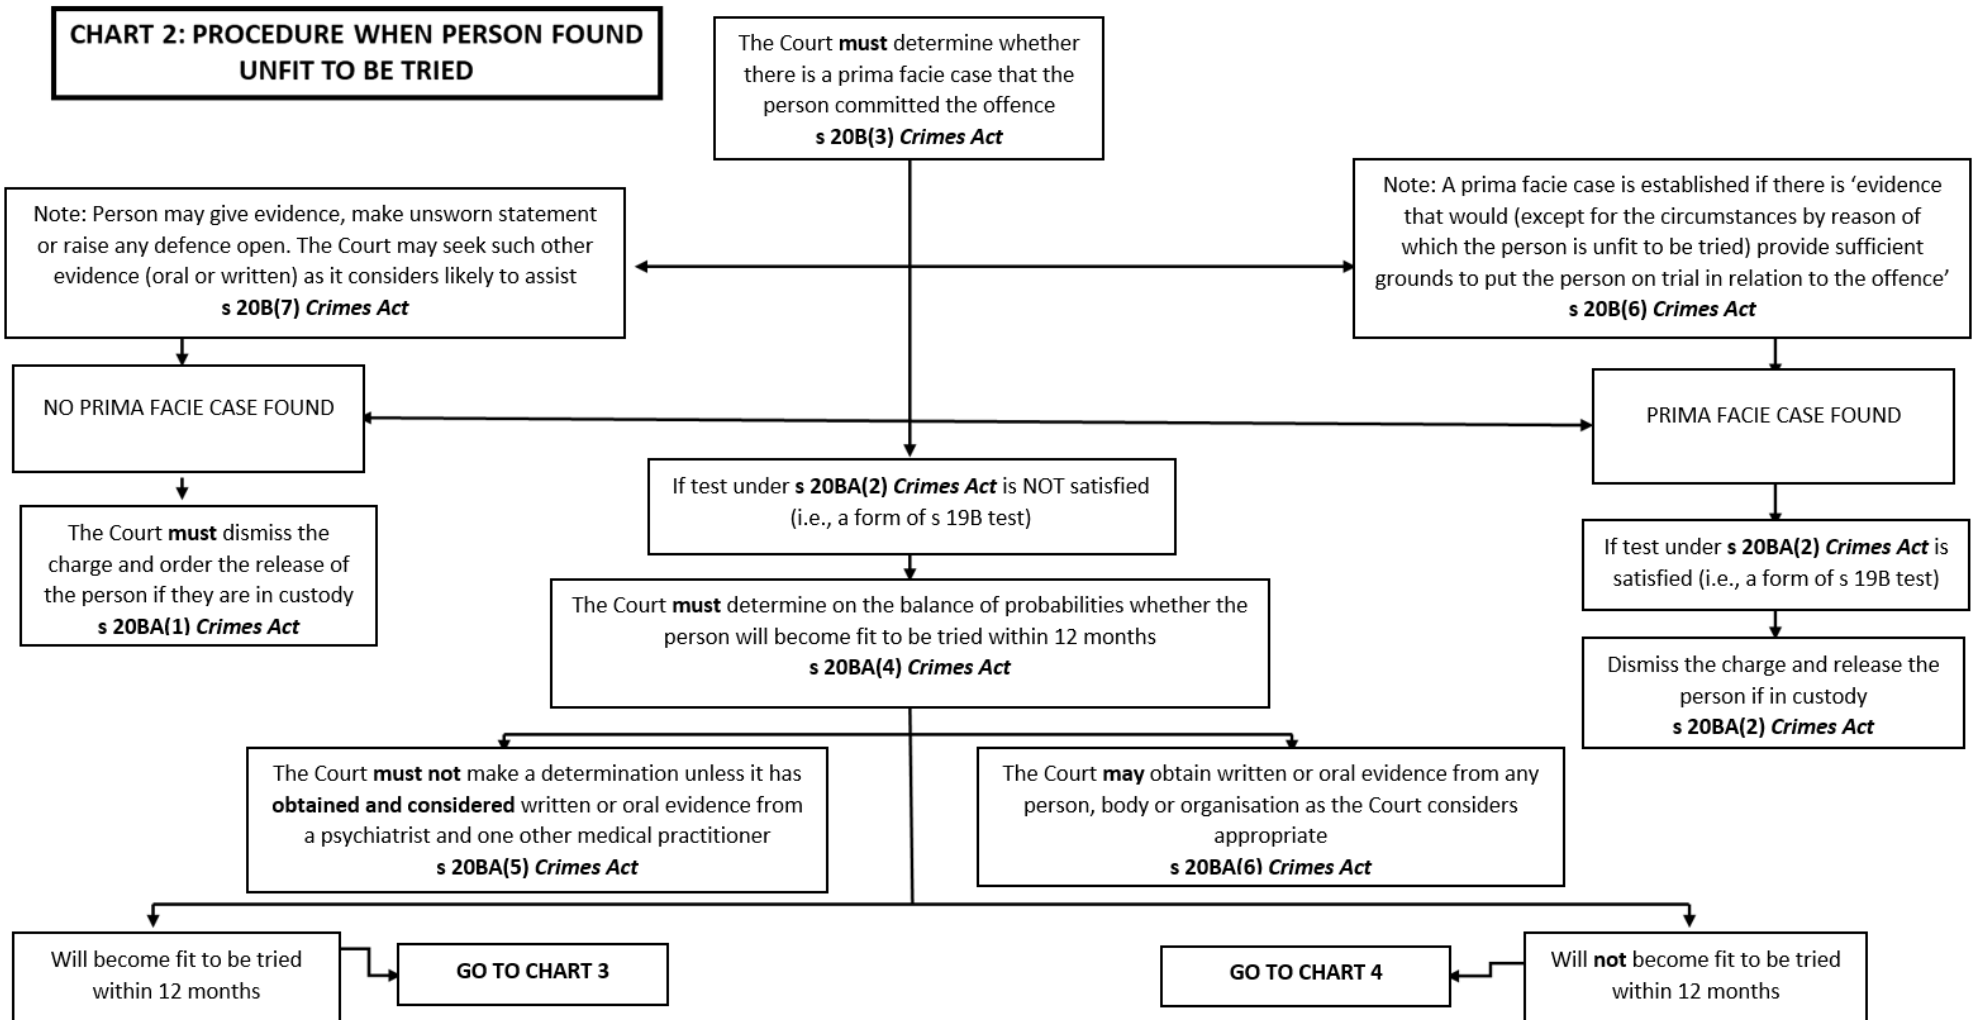 CHART 2: PROCEDURE WHEN PERSON FOUND
UNFIT TO BE TRIED
The Court must determine whether
there is a prima facie case that the
person committed the offence
s 20B(3) Crimes Act
Note: Person may give evidence, make unsworn statement
or raise any defence open. The Court may seek such other
evidence (oral or written) as it considers likely to assist
s 20B(7) Crimes Act
Note: A prima facie case is established if there is ‘evidence
that would (except for the circumstances by reason of
which the person is unfit to be tried) provide sufficient
grounds to put the person on trial in relation to the offence’
s 20B(6) Crimes Act
NO PRIMA FACIE CASE FOUND
PRIMA FACIE CASE FOUND
The Court must dismiss the
charge and order the release of
the person if they are in custody
s 20BA(1) Crimes Act
If test under s 20BA(2) Crimes Act is NOT satisfied
(i.e., a form of s 19B test)
If test under s 20BA(2) Crimes Act is
satisfied (i.e., a form of s 19B test)
The Court must determine on the balance of probabilities whether the
person will become fit to be tried within 12 months
s 20BA(4) Crimes Act
Dismiss the charge and release the
person if in custody
s 20BA(2) Crimes Act
The Court must not make a determination unless it has
obtained and considered written or oral evidence from
a psychiatrist and one other medical practitioner
s 20BA(5) Crimes Act
The Court may obtain written or oral evidence from any
person, body or organisation as the Court considers
appropriate
s 20BA(6) Crimes Act
Will become fit to be tried
within 12 months
GO TO CHART 3
GO TO CHART 4
Will not become fit to be tried
within 12 months